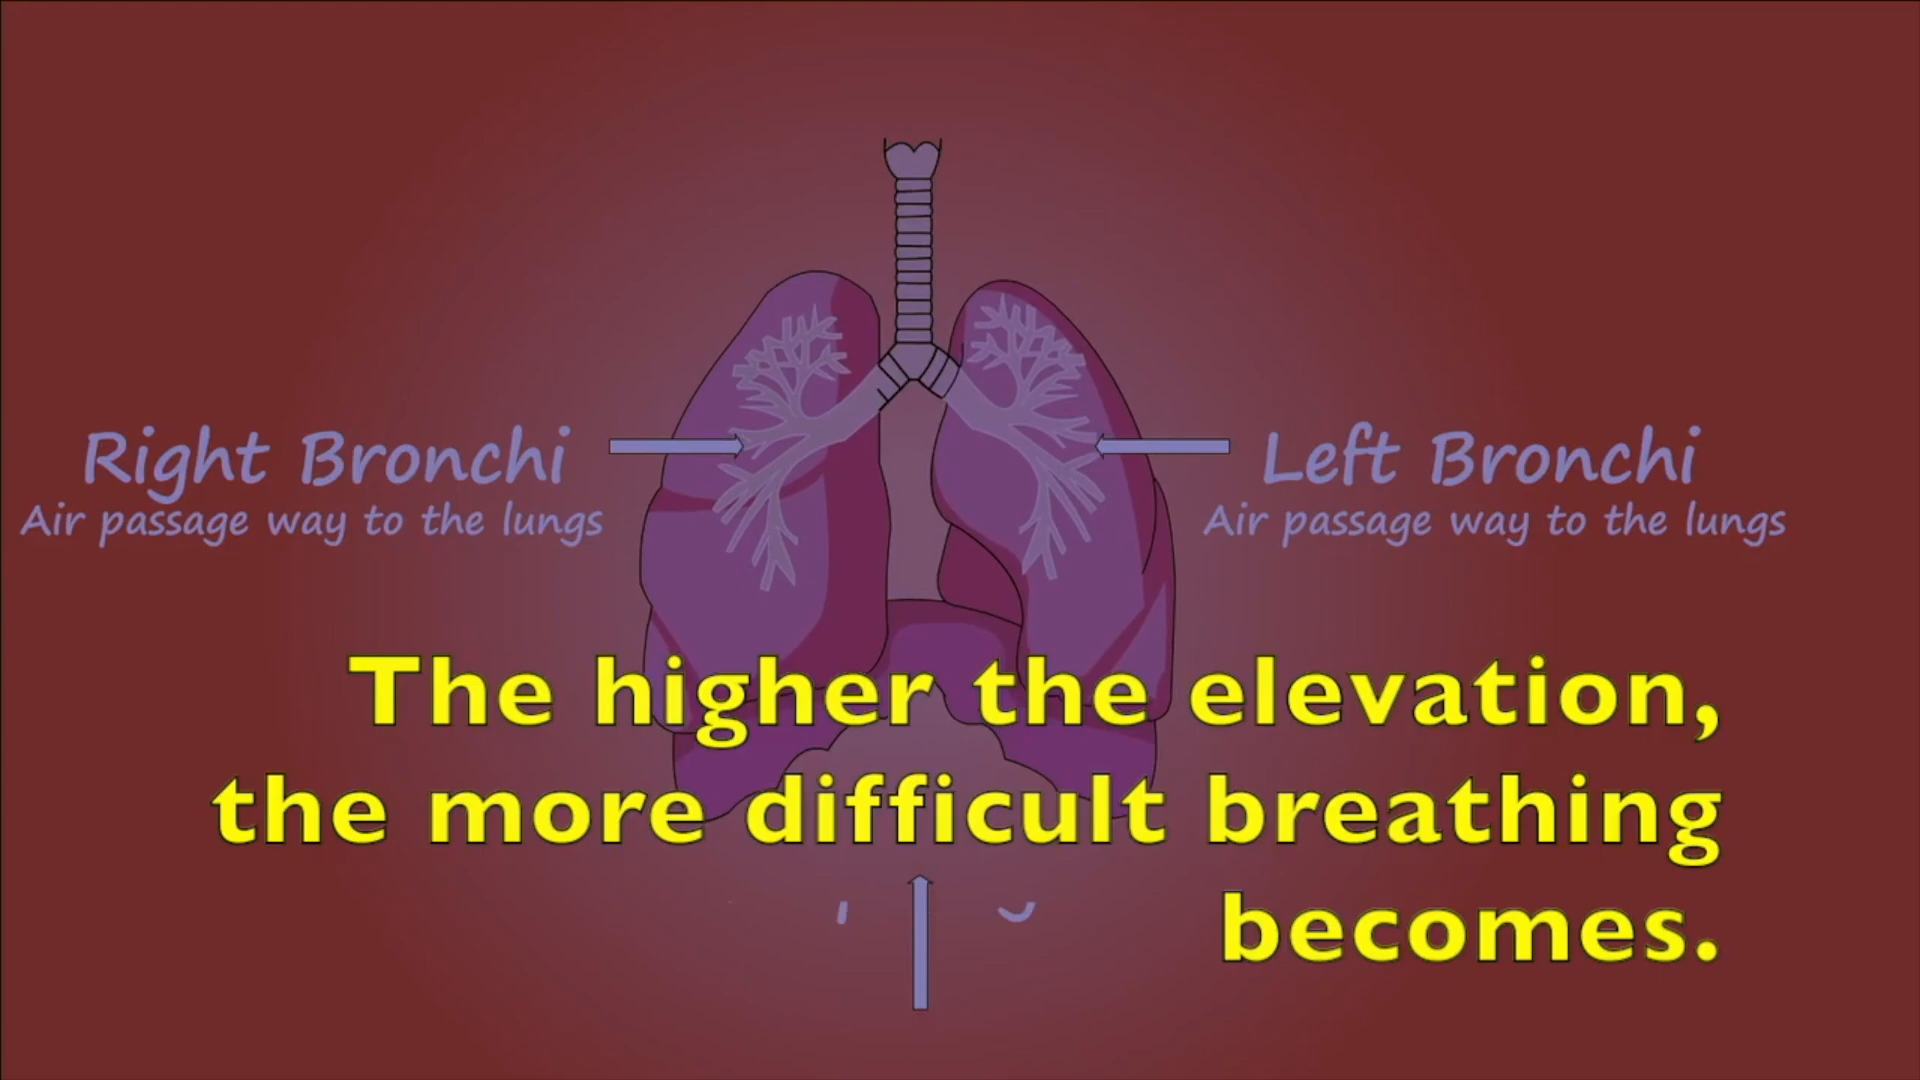 Right Bronchi
Air passage way to the lungs
Left Bronchi
Air passage way to the lungs
The higher the elevation,
the more difficult breathing
becomes.